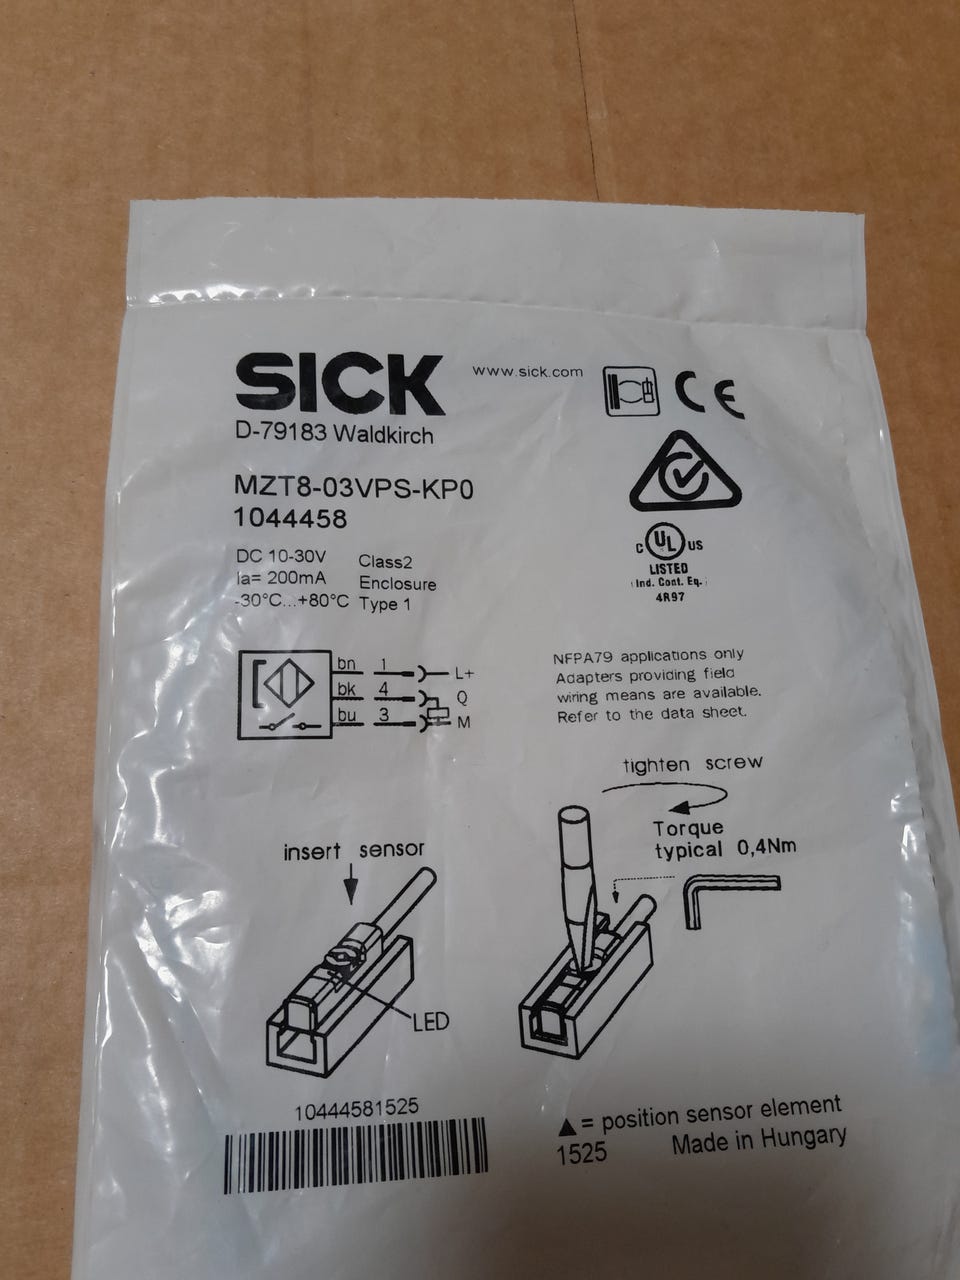 SICK
www.sick.com
CE
D-79183 Waldkirch
MZT8-03VPS-KP0
1044458
DC 10-30V
Ia= 200mA
-30°C...+80°C
Class2
Enclosure
Type 1
C UL US
LISTED
Ind. Cont. Eq.
4R97
bn 1 L+
bk 4 Q
bu 3 M
NFPA79 applications only
Adapters providing field
wiring means are available.
Refer to the data sheet.
tighten screw
Torque
typical 0,4Nm
insert sensor
LED
10444581525
▲= position sensor element
1525 Made in Hungary